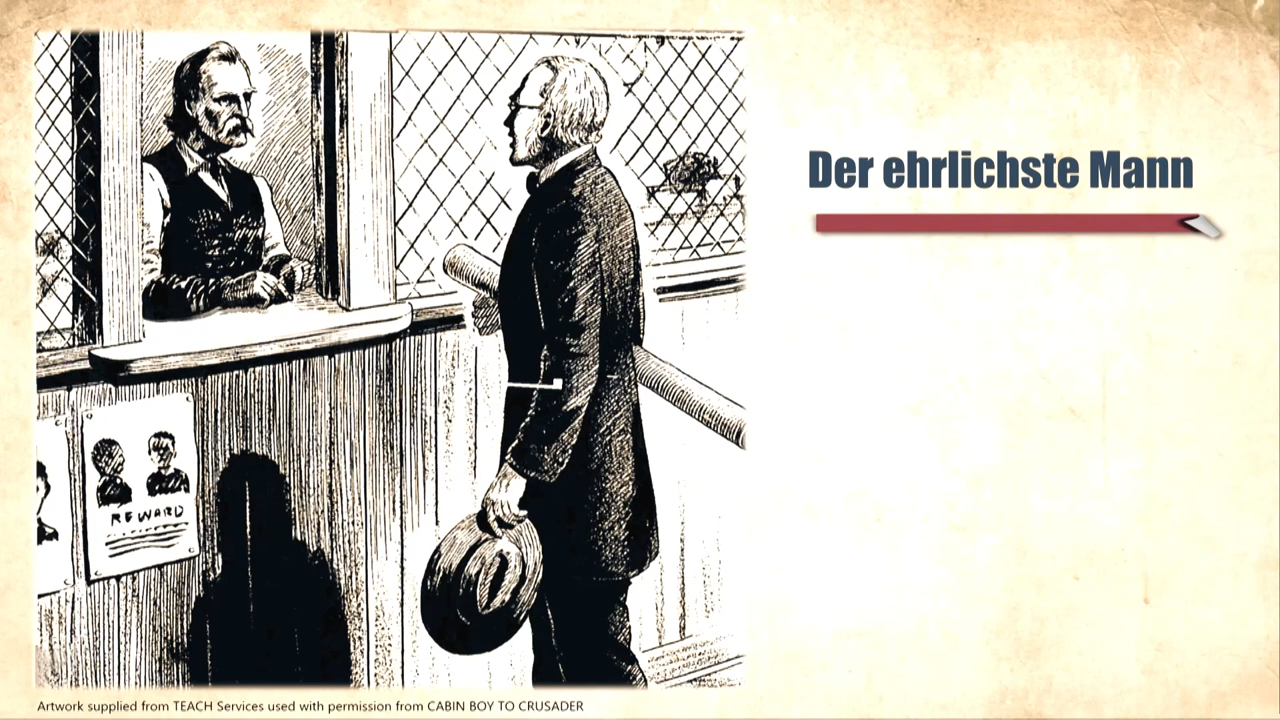 Der ehrlichste Mann
REWARD
Artwork supplied from TEACH Services used with permission from CABIN BOY TO CRUSADER